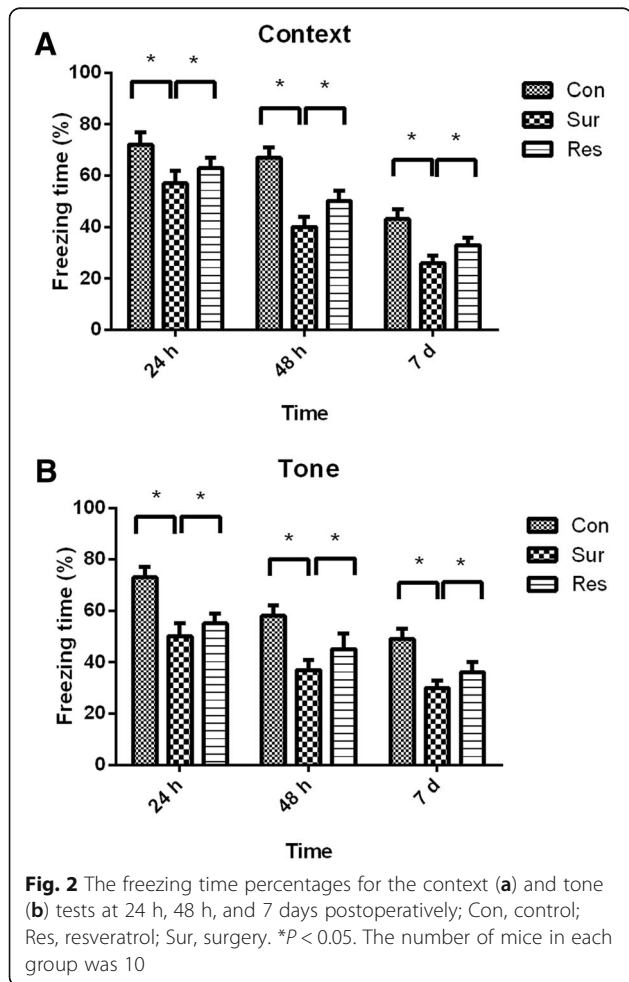 A
Context
* * * * * *
Con
Sur
Res
Freezing time (%)
100
80
60
40
20
0
24 h 48 h 7 d
Time
B
Tone
* * * * * *
Con
Sur
Res
Freezing time (%)
100
80
60
40
20
0
24 h 48 h 7 d
Time
Fig. 2 The freezing time percentages for the context (a) and tone
(b) tests at 24 h, 48 h, and 7 days postoperatively; Con, control;
Res, resveratrol; Sur, surgery. *P < 0.05. The number of mice in each
group was 10